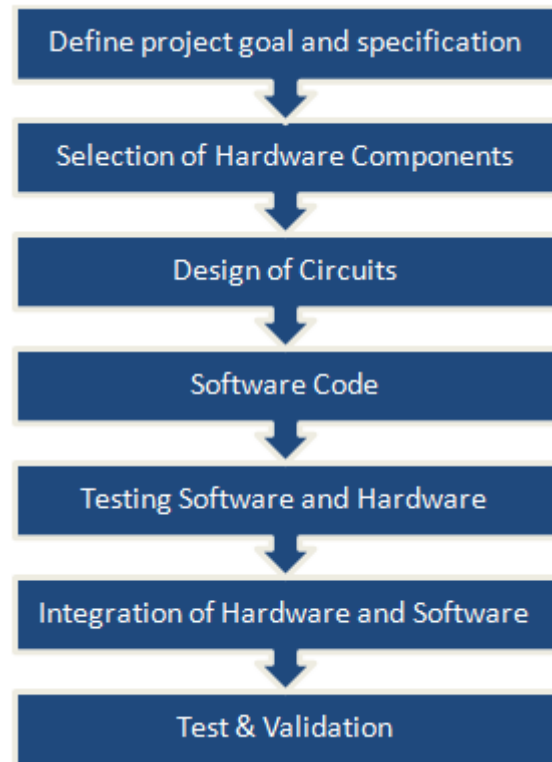 Define project goal and specification
Selection of Hardware Components
Design of Circuits
Software Code
Testing Software and Hardware
Integration of Hardware and Software
Test & Validation